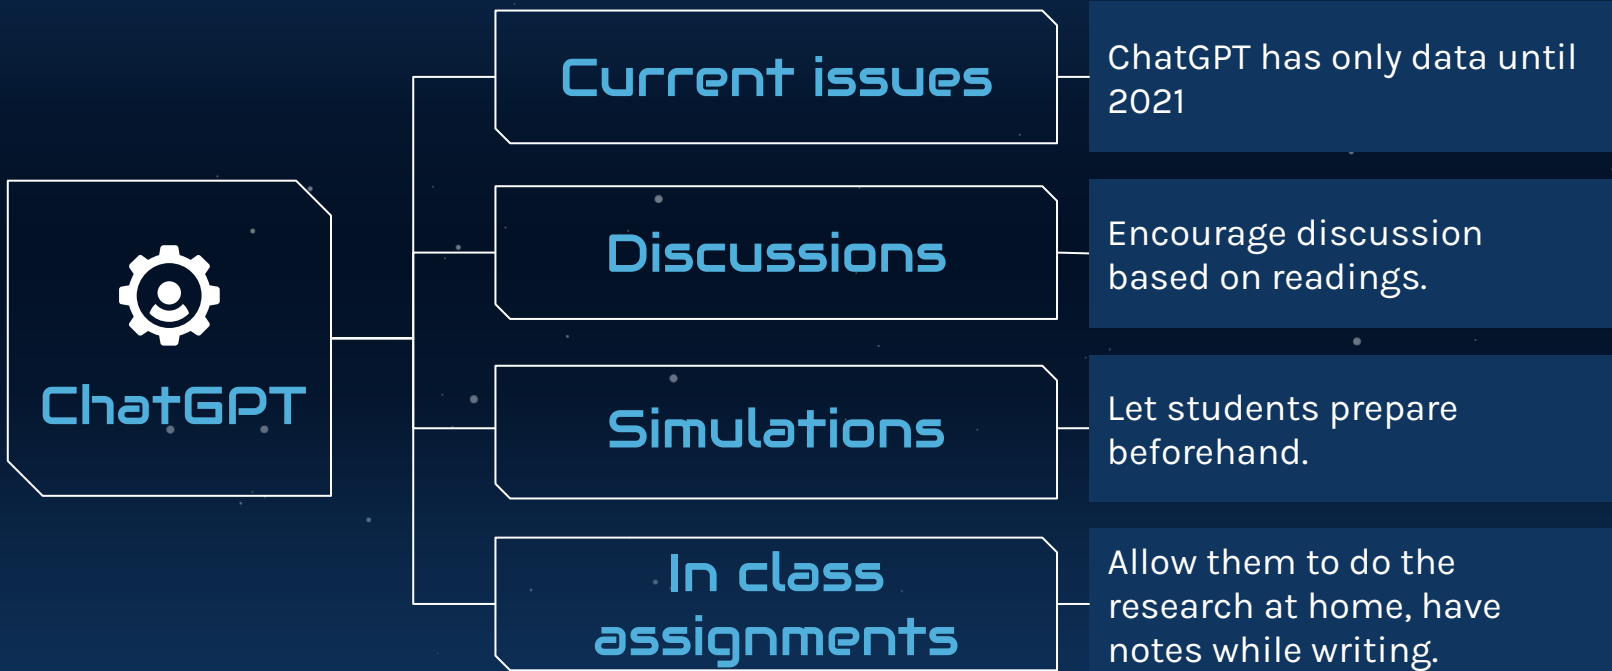 ChatGPT
Current issues
ChatGPT has only data until
2021
Discussions
Encourage discussion
based on readings.
Simulations
Let students prepare
beforehand.
In class
assignments
Allow them to do the
research at home, have
notes while writing.